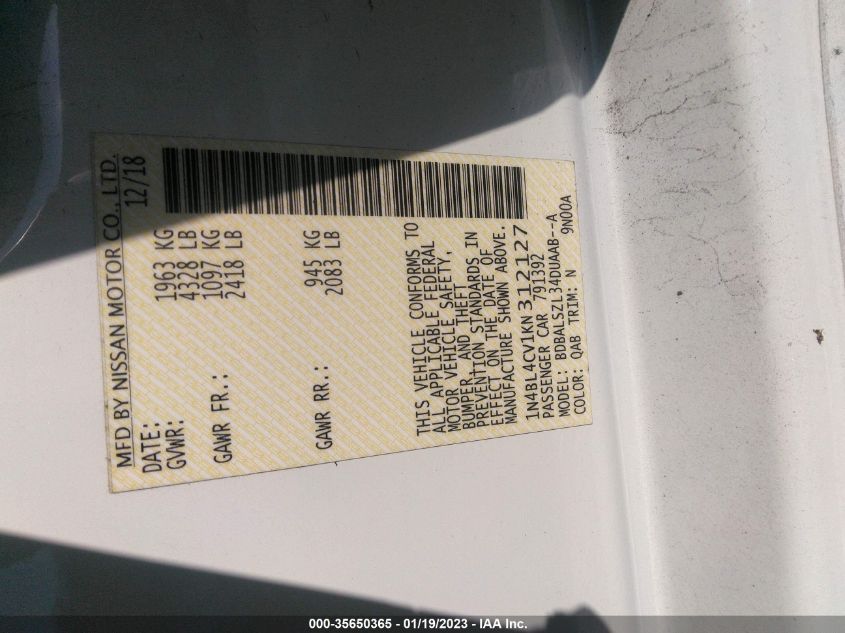 MFD BY NISSAN MOTOR CO., LTD.
DATE: 12/18
GVWR: 1963 KG
4328 LB
GAWR FR.: 1097 KG
2418 LB
GAWR RR.: 945 KG
2083 LB
THIS VEHICLE CONFORMS TO
ALL APPLICABLE FEDERAL
MOTOR VEHICLE SAFETY,
BUMPER, AND THEFT
PREVENTION STANDARDS IN
EFFECT ON THE DATE OF
MANUFACTURE SHOWN ABOVE.
1N4BL4CV1KN312127
PASSENGER CAR 791392
MODEL: BDBALSZL34DUAAB--A
COLOR: QAB TRIM: N 9N00A
000-35650365 - 01/19/2023 - IAA Inc.